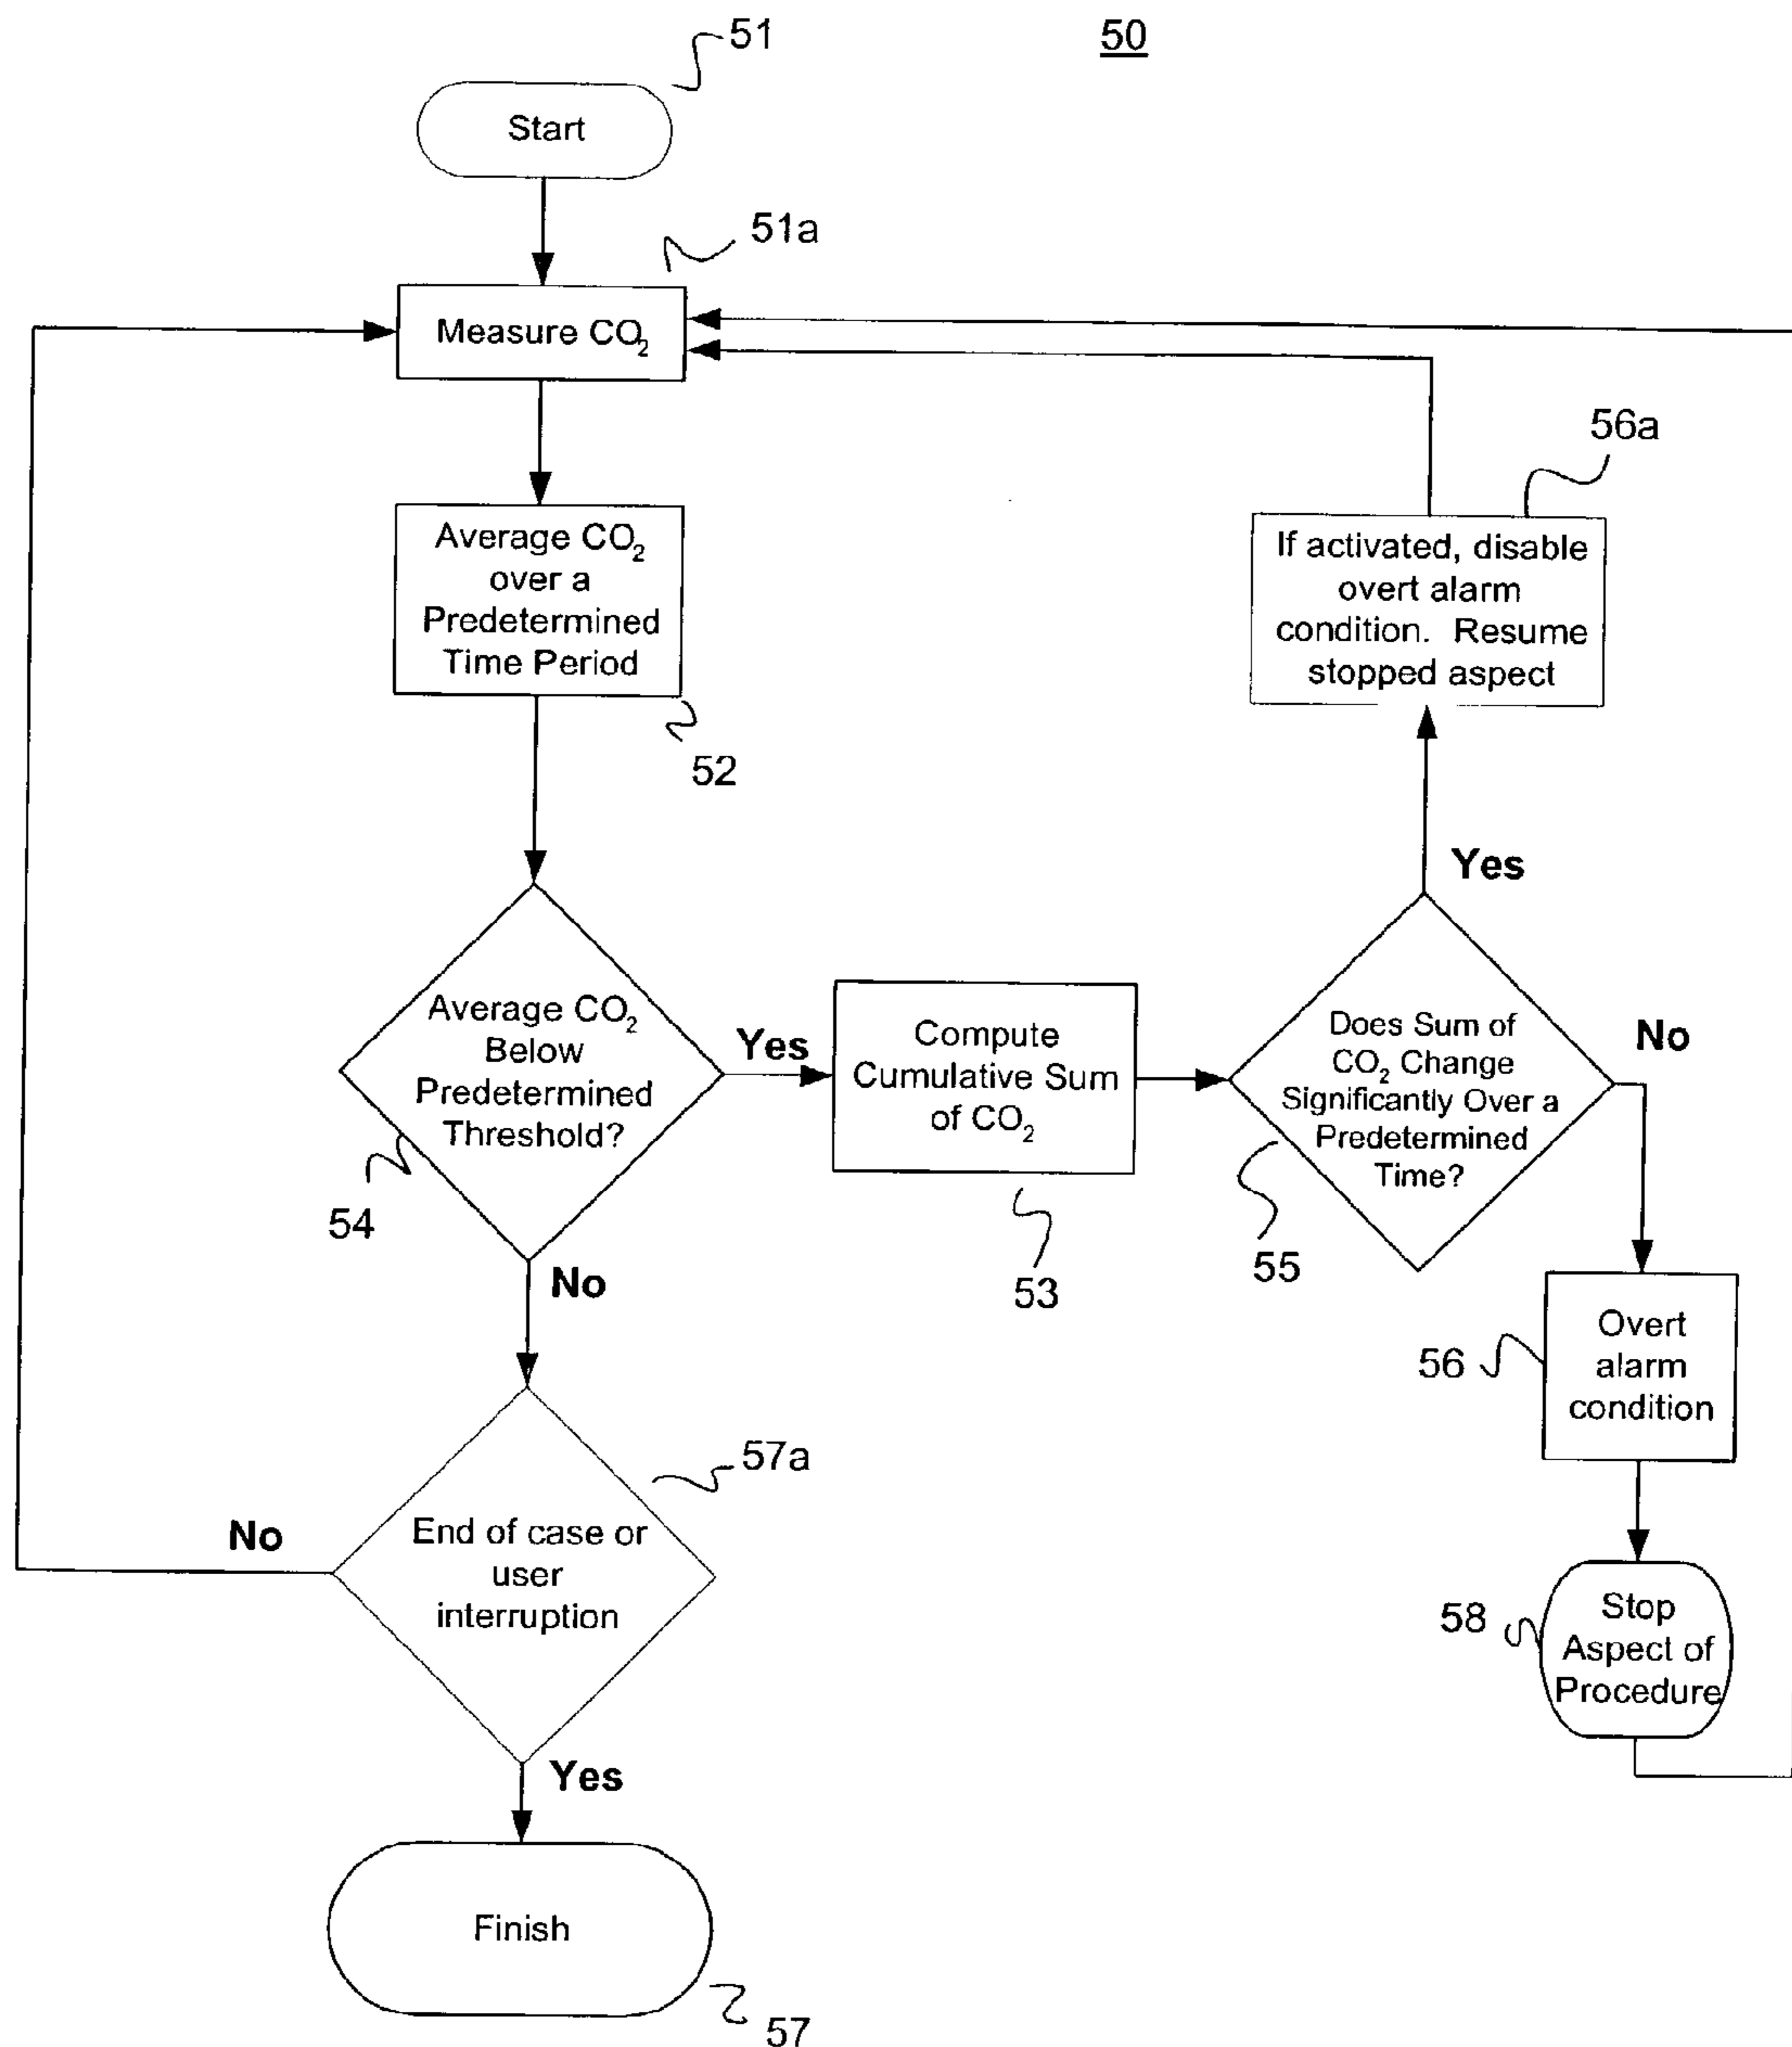 51
50
Start
51a
Measure CO₂
56a
Average CO₂
over a
Predetermined
Time Period
52
If activated, disable
overt alarm
condition. Resume
stopped aspect
Yes
Average CO₂
Below
Predetermined
Threshold?
54
Yes
Compute
Cumulative Sum
of CO₂
53
Does Sum of
CO₂ Change
Significantly Over a
Predetermined
Time?
55
No
No
Overt
alarm
condition
56
57a
End of case or
user
interruption
No
58
Stop
Aspect of
Procedure
Yes
Finish
57